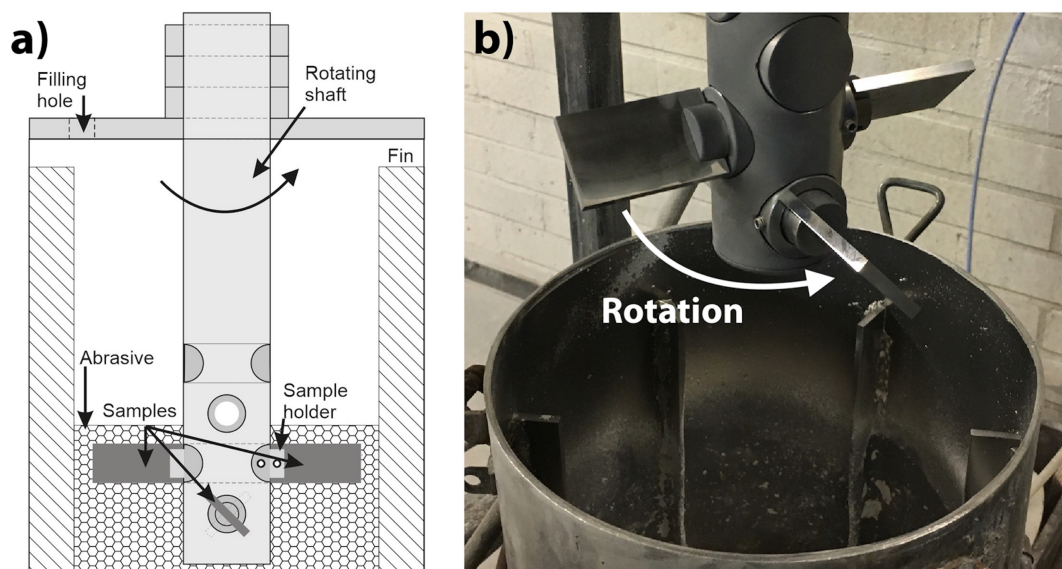 a)
Filling
hole
Rotating
shaft
Fin
Abrasive
Samples
Sample
holder
b)
Rotation